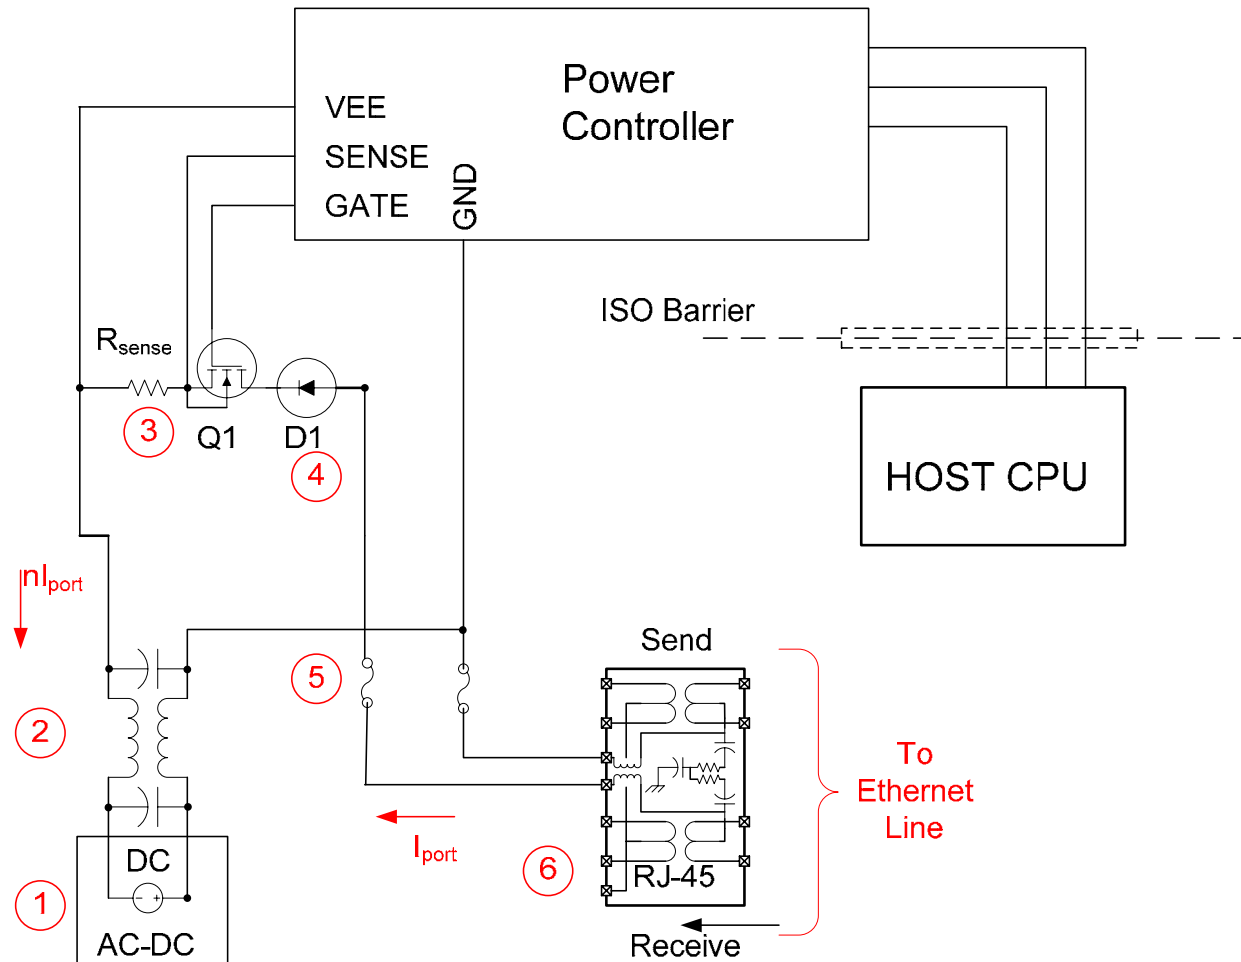 Power
Controller
VEE
SENSE
GATE
GND
ISO Barrier
Rsense
3
Q1
D1
4
HOST CPU
nIport
Send
5
2
To
Ethernet
Line
Iport
6
RJ-45
DC
- +
1
AC-DC
Receive